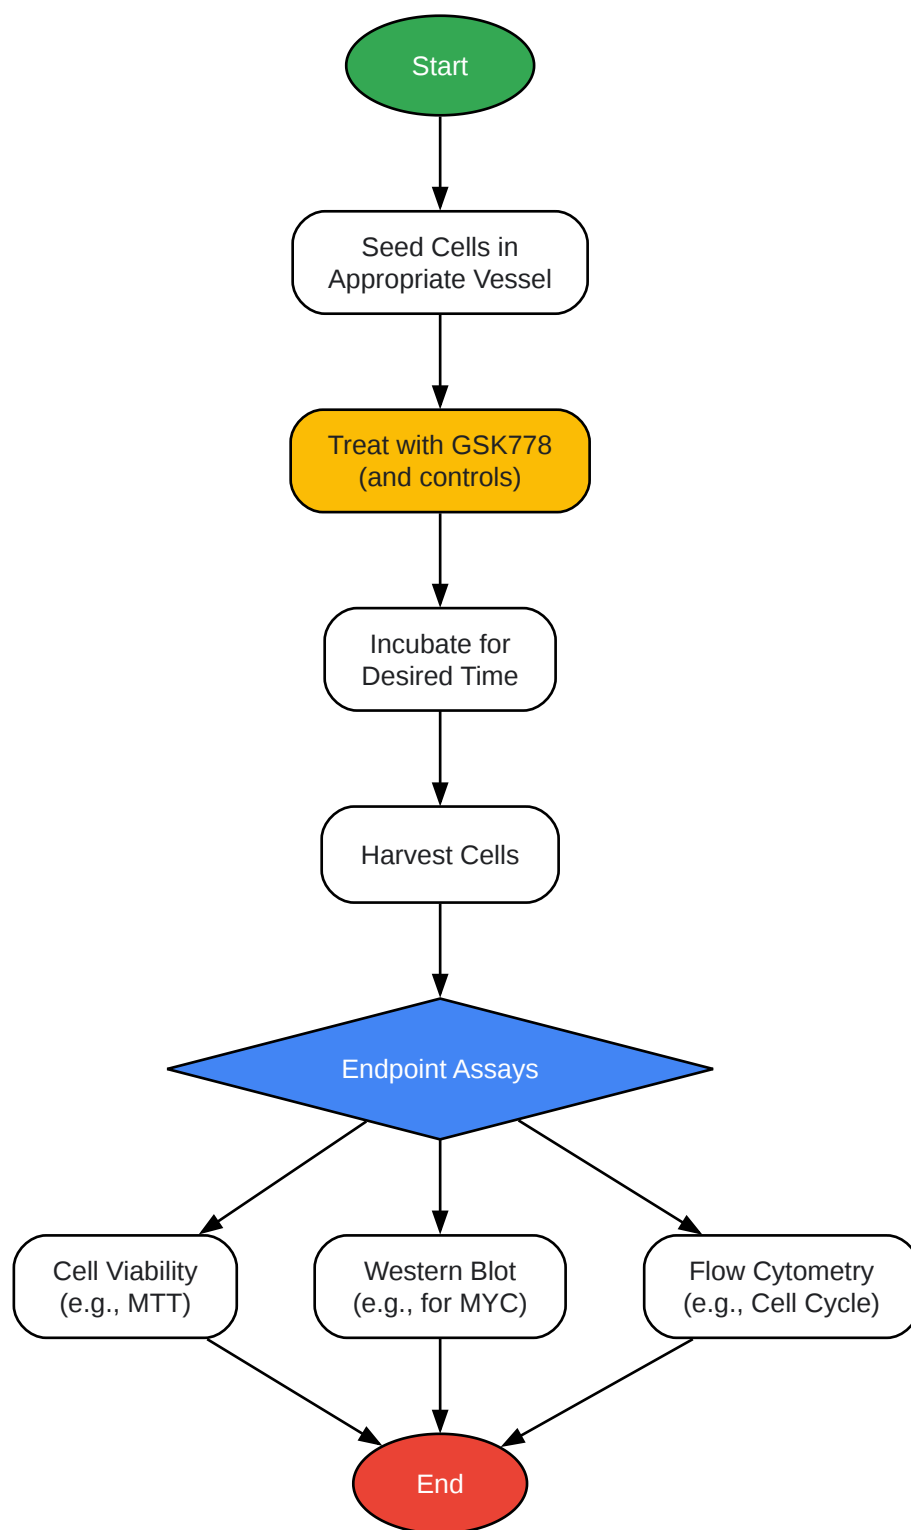 Start
Seed Cells in
Appropriate Vessel
Treat with GSK778
(and controls)
Incubate for
Desired Time
Harvest Cells
Endpoint Assays
Cell Viability
(e.g., MTT)
Western Blot
(e.g., for MYC)
Flow Cytometry
(e.g., Cell Cycle)
End